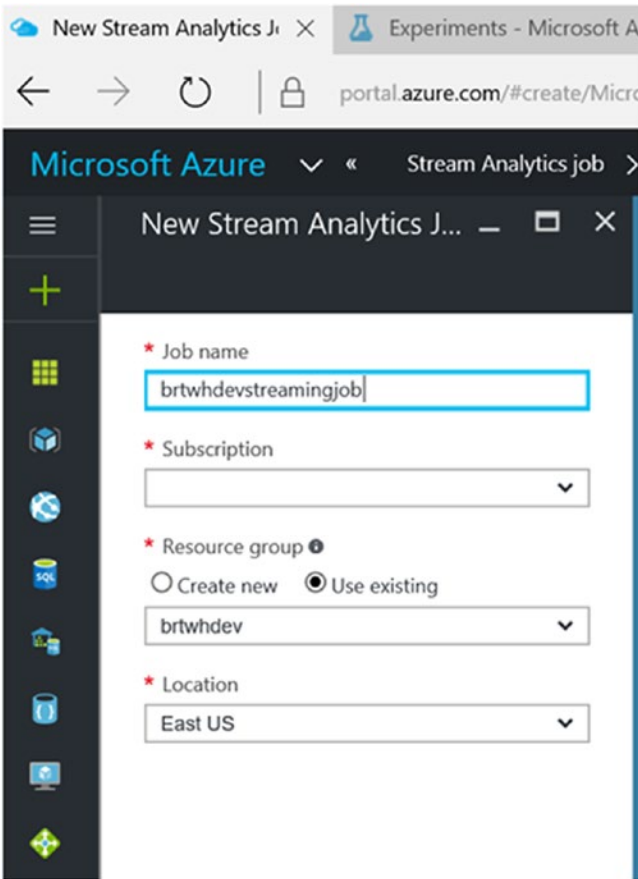 New Stream Analytics J
Experiments - Microsoft A
portal.azure.com/#create/Micro
Microsoft Azure
Stream Analytics job
New Stream Analytics J...
* Job name
brtwhdevstreamingjob
* Subscription
* Resource group
Create new Use existing
brtwhdev
* Location
East US
SQL